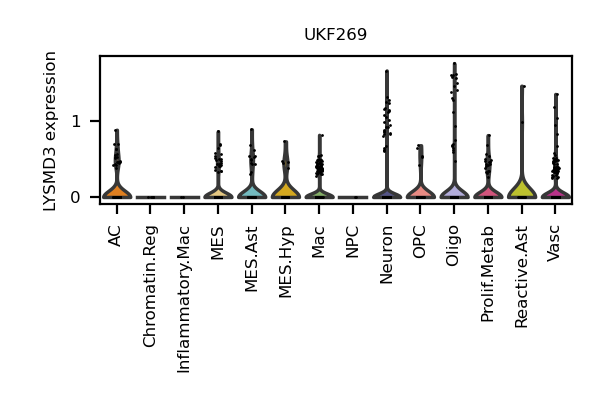 UKF269
LYSMD3 expression
1
0
AC
Chromatin.Reg
Inflammatory.Mac
MES
MES.Ast
MES.Hyp
Mac
NPC
Neuron
OPC
Oligo
Prolif.Metab
Reactive.Ast
Vasc